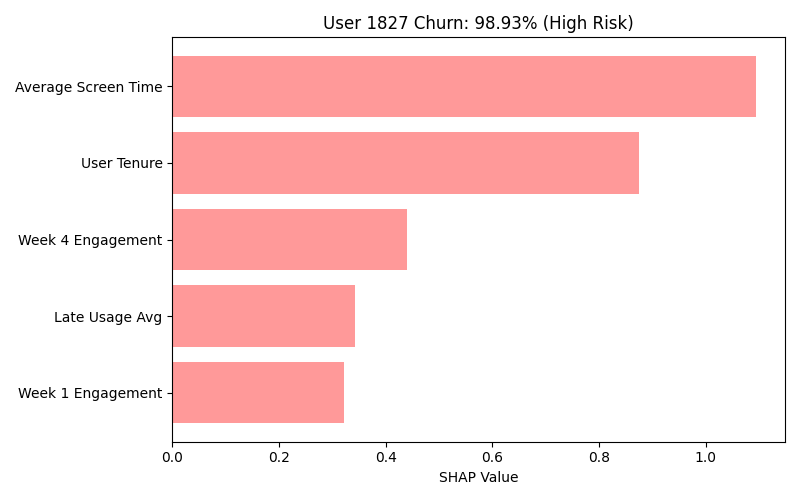 User 1827 Churn: 98.93% (High Risk)
Average Screen Time
User Tenure
Week 4 Engagement
Late Usage Avg
Week 1 Engagement
0.0 0.2 0.4 0.6 0.8 1.0
SHAP Value